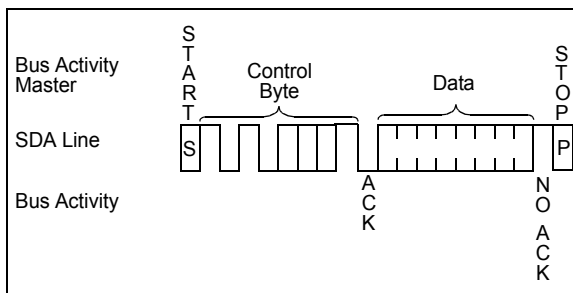 START
Bus Activity
Master
Control
Byte
Data
STOP
SDA Line
S
P
Bus Activity
ACK
NO ACK